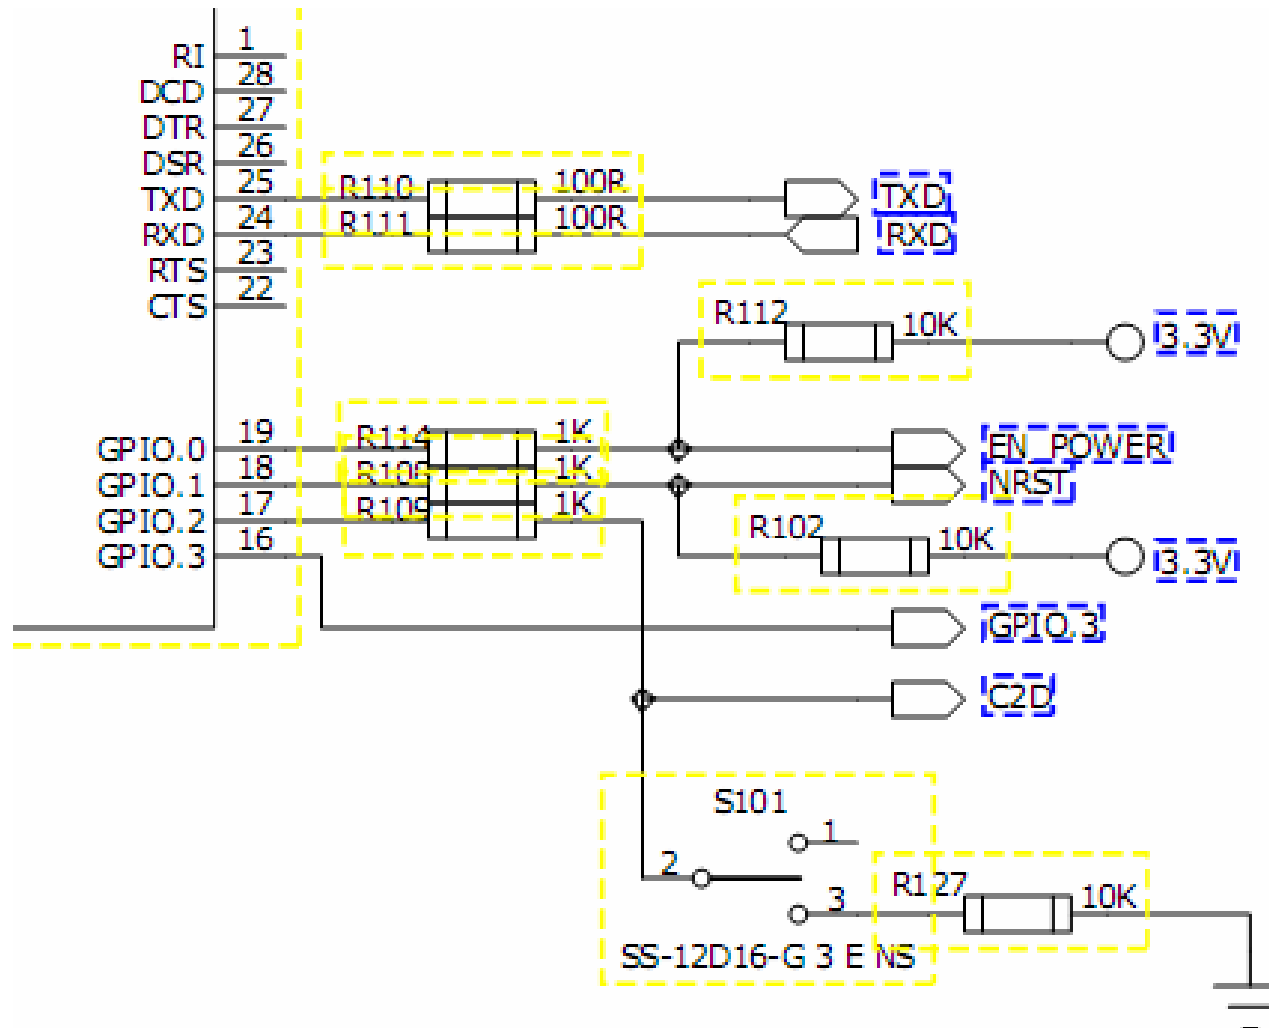 RI 1
DCD 28
DTR 27
DSR 26
TXD 25 R110 100R TXD
RXD 24 R111 100R RXD
RTS 23
CTS 22
R112 10K 3.3V
GPIO.0 19 R114 1K EN_POWER
GPIO.1 18 1K NRST
GPIO.2 17 1K
GPIO.3 16
R102 10K 3.3V
GPIO.3
C2D
S101
1
2
3 R127 10K
SS-12D16-G 3 E NS